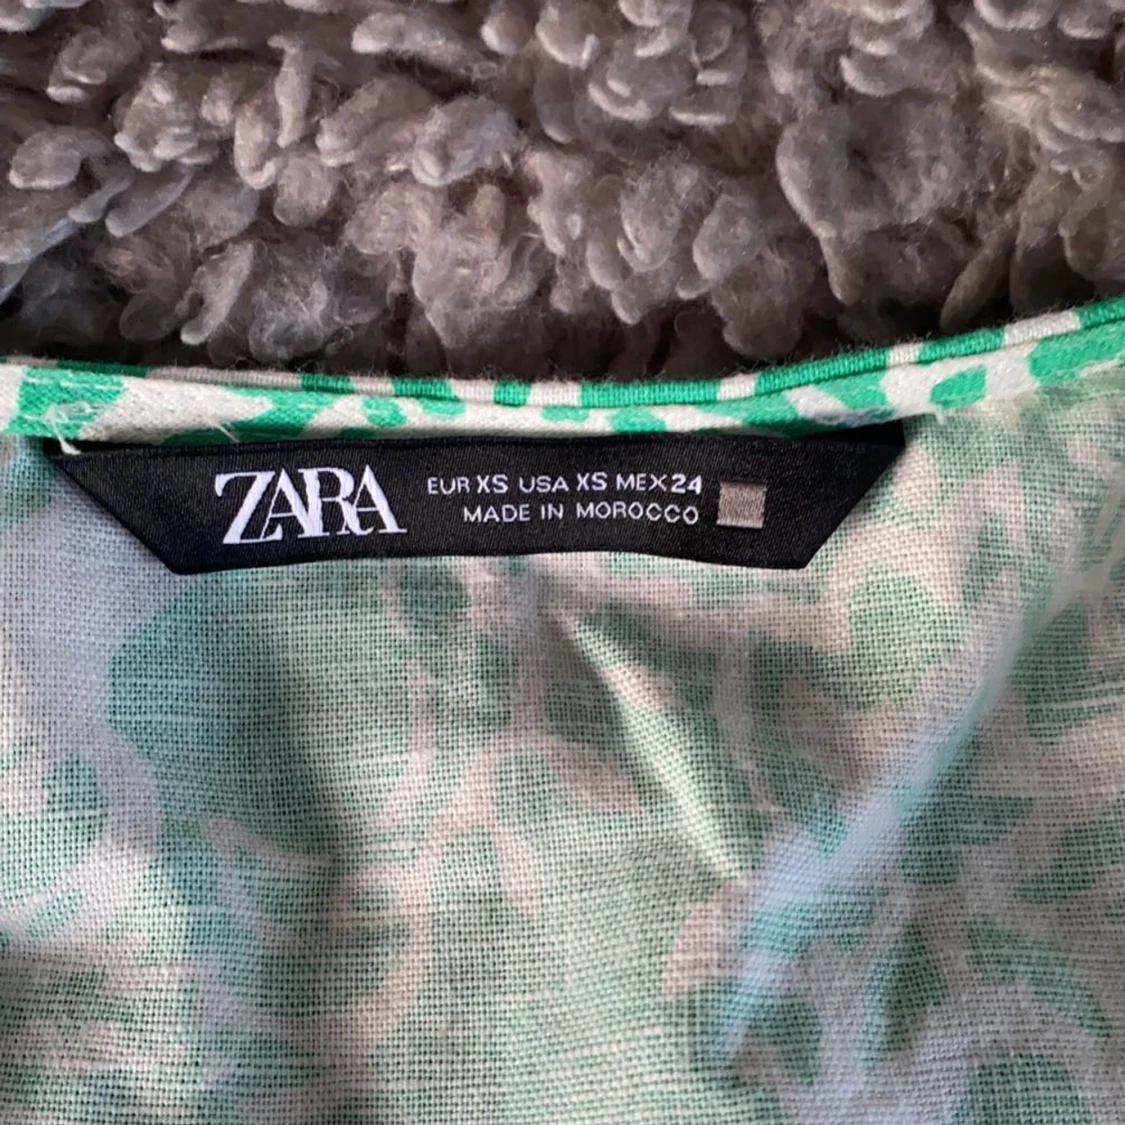 ZARA
EUR XS USA XS MEX 24
MADE IN MOROCCO